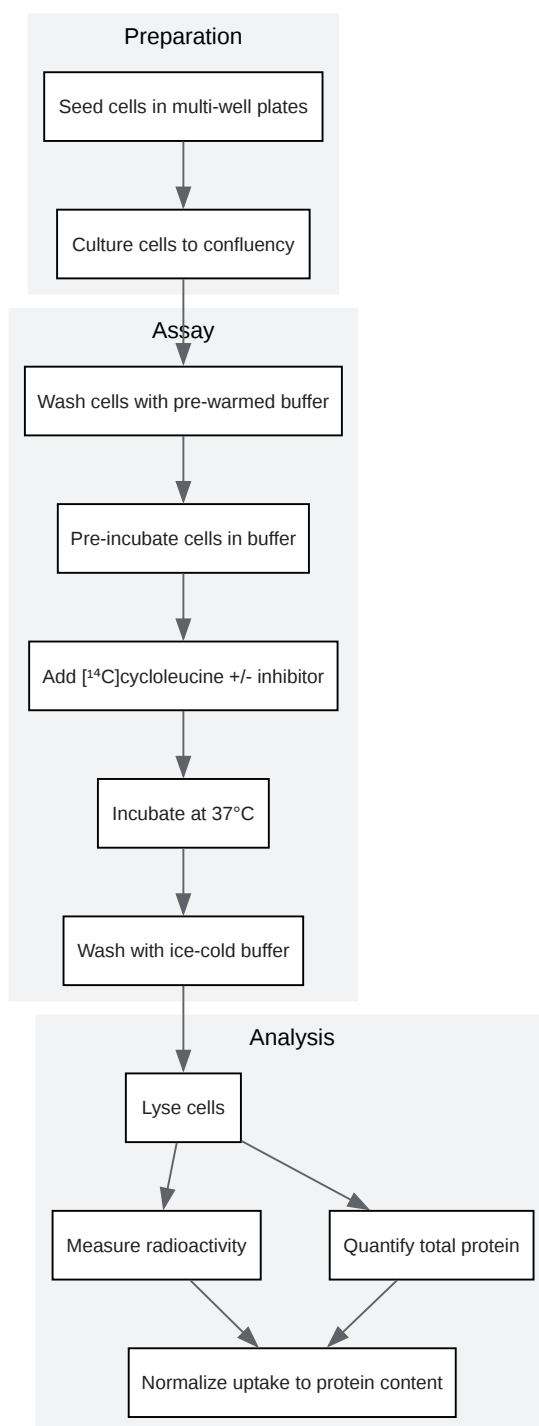 Preparation
Seed cells in multi-well plates
Culture cells to confluency
Assay
Wash cells with pre-warmed buffer
Pre-incubate cells in buffer
Add [¹⁴C]cycloleucine +/- inhibitor
Incubate at 37°C
Wash with ice-cold buffer
Analysis
Lyse cells
Measure radioactivity
Quantify total protein
Normalize uptake to protein content